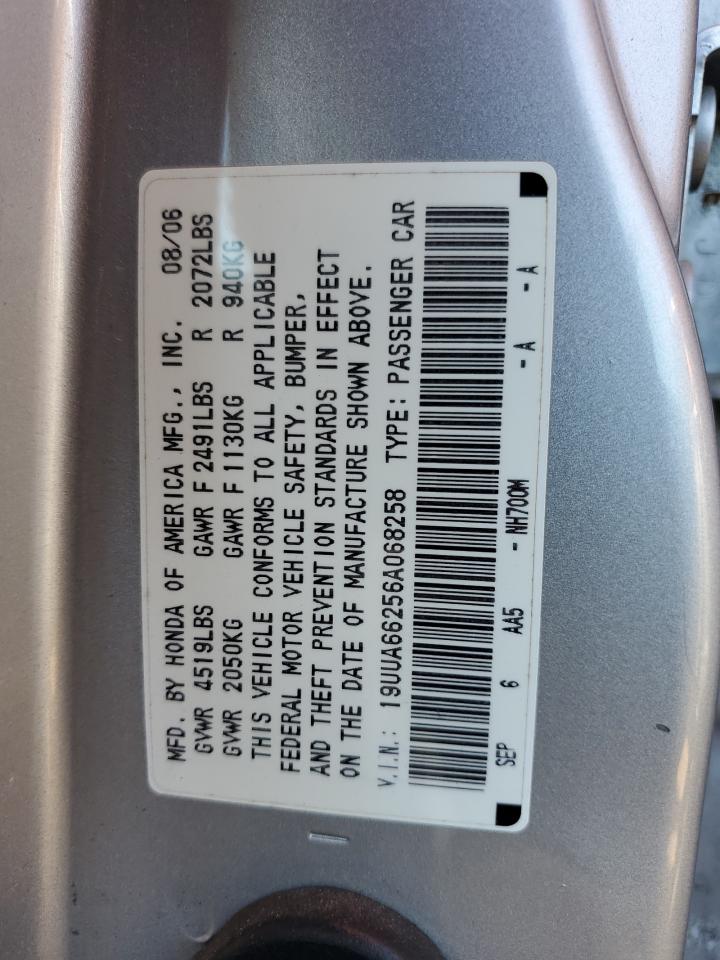 MFD. BY HONDA OF AMERICA MFG., INC. 08/06
GVWR 4519LBS GAWR F 2491LBS R 2072LBS
GVWR 2050KG GAWR F 1130KG R 940KG
THIS VEHICLE CONFORMS TO ALL APPLICABLE
FEDERAL MOTOR VEHICLE SAFETY, BUMPER,
AND THEFT PREVENTION STANDARDS IN EFFECT
ON THE DATE OF MANUFACTURE SHOWN ABOVE.
V.I.N.: 19UUA66256A068258 TYPE: PASSENGER CAR
SEP 6 AA5 - NH700M - A - A